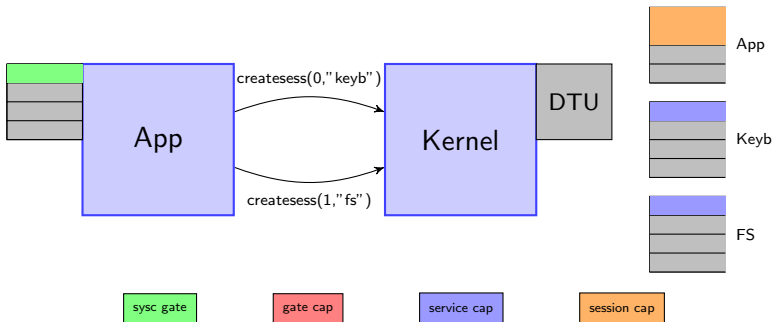 App
createsess(0,"keyb")
createsess(1,"fs")
Kernel
DTU
App
Keyb
FS
sysc gate
gate cap
service cap
session cap